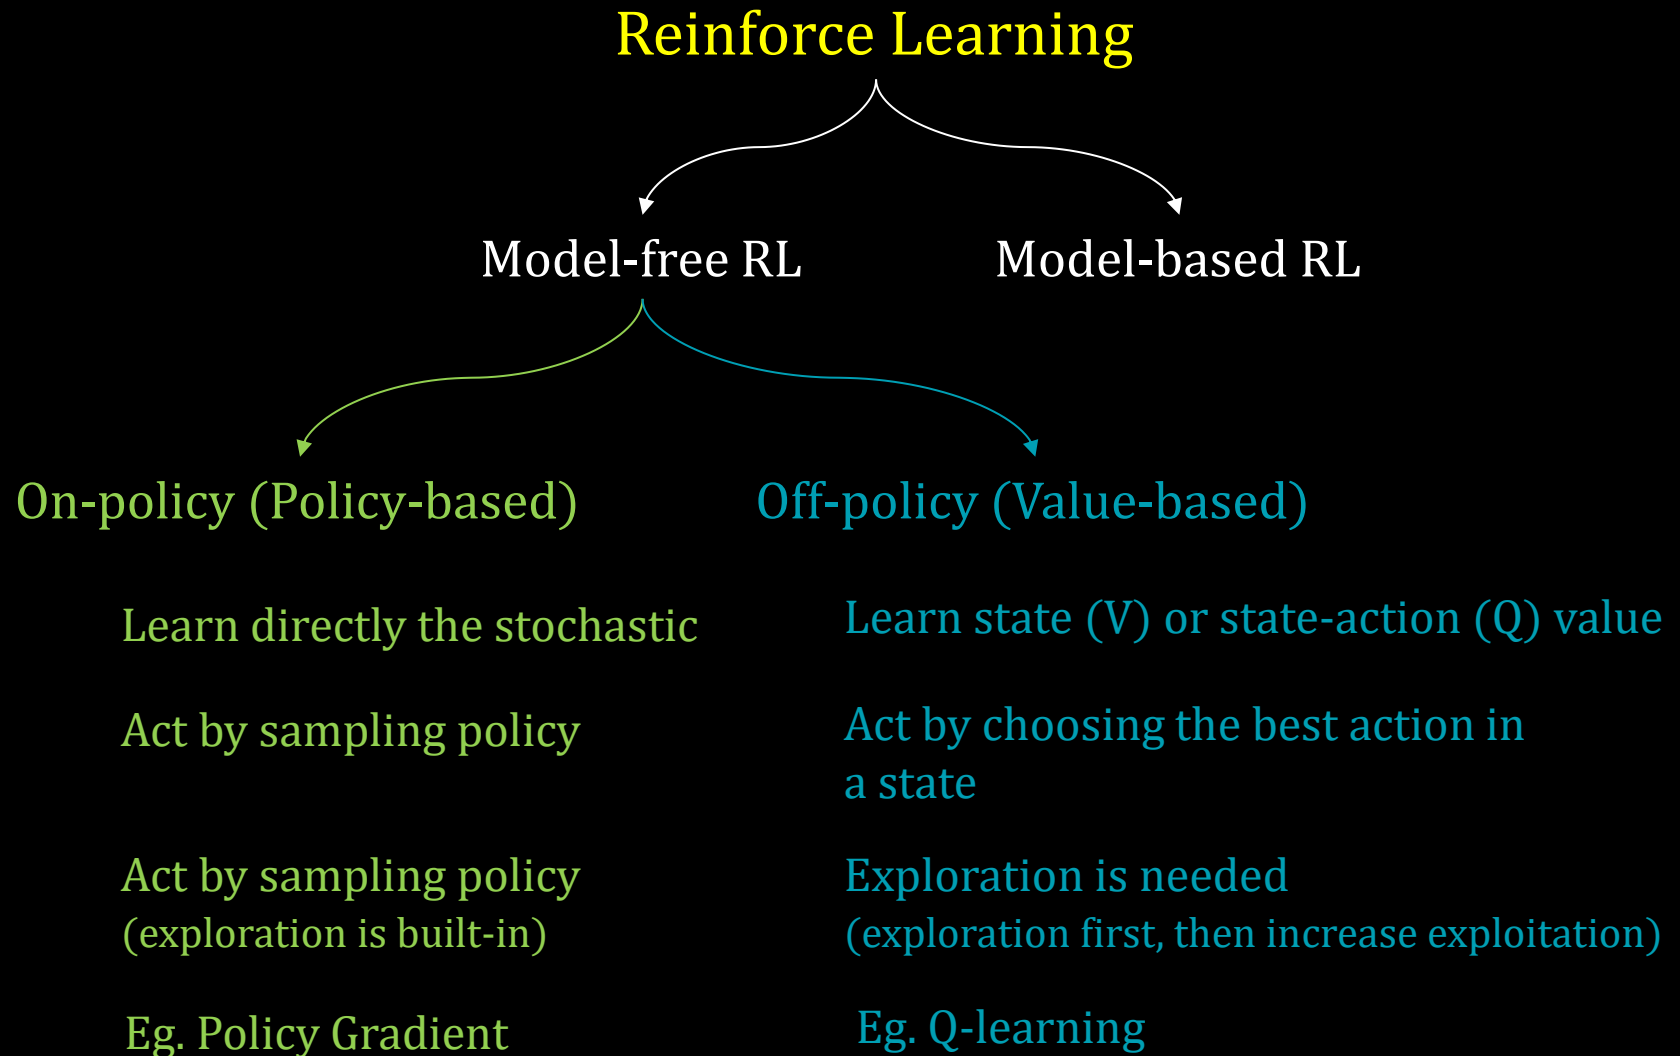 Reinforce Learning
Model-free RL
Model-based RL
On-policy (Policy-based)
Off-policy (Value-based)
Learn directly the stochastic
Act by sampling policy
Act by sampling policy
(exploration is built-in)
Eg. Policy Gradient
Learn state (V) or state-action (Q) value
Act by choosing the best action in
a state
Exploration is needed
(exploration first, then increase exploitation)
Eg. Q-learning